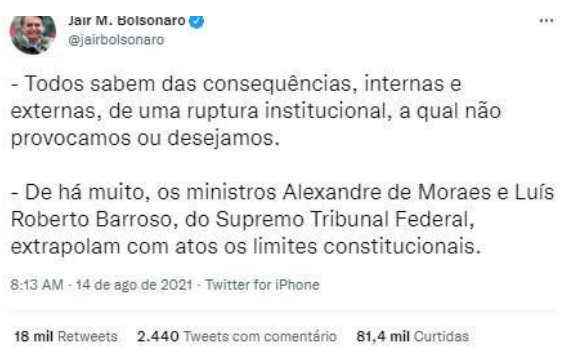 Jair M. Bolsonaro
@jairbolsonaro
- Todos sabem das consequências, internas e
externas, de uma ruptura institucional, a qual não
provocamos ou desejamos.
- De há muito, os ministros Alexandre de Moraes e Luís
Roberto Barroso, do Supremo Tribunal Federal,
extrapolam com atos os limites constitucionais.
8:13 AM · 14 de ago de 2021 · Twitter for iPhone
18 mil Retweets 2.440 Tweets com comentário 81,4 mil Curtidas